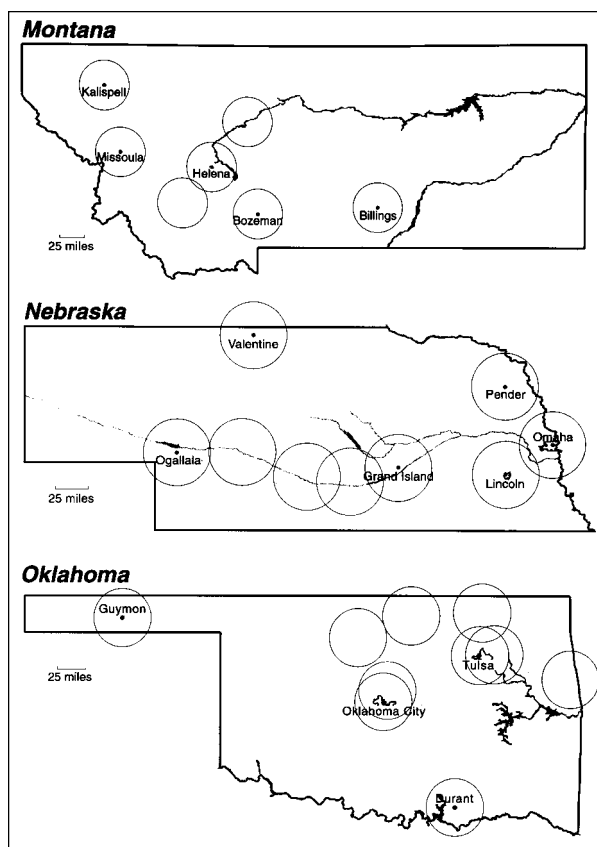 Montana
Kalispell
Missoula
Helena
Bozeman
Billings
25 miles
Nebraska
Valentine
Pender
Omaha
Ogallala
Grand Island
Lincoln
25 miles
Oklahoma
Guymon
25 miles
Tulsa
Oklahoma City
Durant